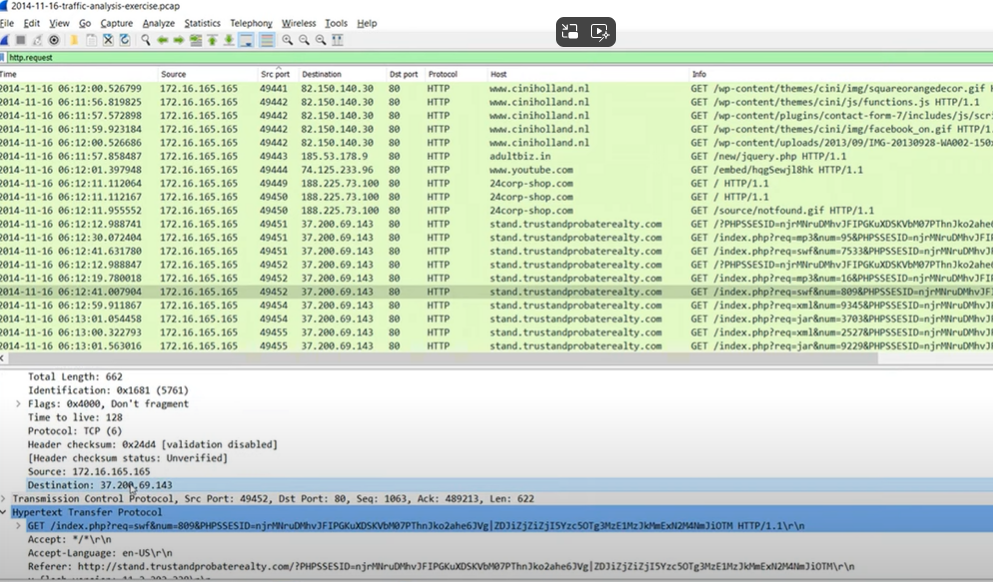 2014-11-16-traffic-analysis-exercise.pcap
File Edit View Go Capture Analyze Statistics Telephony Wireless Tools Help
http.request
Time Source Src port Destination Dst port Protocol Host Info
2014-11-16 06:12:00.526799 172.16.165.165 49441 82.150.140.30 80 HTTP www.ciniholland.nl GET /wp-content/themes/cini/img/squareorangedecor.gif H
2014-11-16 06:11:56.819825 172.16.165.165 49442 82.150.140.30 80 HTTP www.ciniholland.nl GET /wp-content/themes/cini/js/functions.js HTTP/1.1
2014-11-16 06:11:57.572898 172.16.165.165 49442 82.150.140.30 80 HTTP www.ciniholland.nl GET /wp-content/plugins/contact-form-7/includes/js/scri
2014-11-16 06:11:59.923184 172.16.165.165 49442 82.150.140.30 80 HTTP www.ciniholland.nl GET /wp-content/themes/cini/img/facebook_on.gif HTTP/1.
2014-11-16 06:12:00.526686 172.16.165.165 49442 82.150.140.30 80 HTTP www.ciniholland.nl GET /wp-content/uploads/2013/09/IMG-20130928-WA002-150x
2014-11-16 06:11:57.858487 172.16.165.165 49443 185.53.178.9 80 HTTP adultbiz.in GET /new/jquery.php HTTP/1.1
2014-11-16 06:12:01.397948 172.16.165.165 49444 74.125.233.96 80 HTTP www.youtube.com GET /embed/hqgSewjl8hk HTTP/1.1
2014-11-16 06:12:11.112064 172.16.165.165 49449 188.225.73.100 80 HTTP 24corp-shop.com GET / HTTP/1.1
2014-11-16 06:12:11.112167 172.16.165.165 49450 188.225.73.100 80 HTTP 24corp-shop.com GET / HTTP/1.1
2014-11-16 06:12:11.955552 172.16.165.165 49450 188.225.73.100 80 HTTP 24corp-shop.com GET /source/notfound.gif HTTP/1.1
2014-11-16 06:12:12.988741 172.16.165.165 49451 37.200.69.143 80 HTTP stand.trustandprobaterealty.com GET /?PHPSSESID=njrMNruDMhvJFIPGKuXDSKVbM07PThnJko2ahe6
2014-11-16 06:12:30.072404 172.16.165.165 49451 37.200.69.143 80 HTTP stand.trustandprobaterealty.com GET /index.php?req=mp3&num=95&PHPSSESID=njrMNruDMhvJFIP
2014-11-16 06:12:41.631780 172.16.165.165 49451 37.200.69.143 80 HTTP stand.trustandprobaterealty.com GET /index.php?req=swf&num=7533&PHPSSESID=njrMNruDMhvJF
2014-11-16 06:12:12.988847 172.16.165.165 49452 37.200.69.143 80 HTTP stand.trustandprobaterealty.com GET /?PHPSSESID=njrMNruDMhvJFIPGKuXDSKVbM07PThnJko2ahe6
2014-11-16 06:12:19.780018 172.16.165.165 49452 37.200.69.143 80 HTTP stand.trustandprobaterealty.com GET /index.php?req=mp3&num=16&PHPSSESID=njrMNruDMhvJFIP
2014-11-16 06:12:41.007904 172.16.165.165 49452 37.200.69.143 80 HTTP stand.trustandprobaterealty.com GET /index.php?req=swf&num=809&PHPSSESID=njrMNruDMhvJFI
2014-11-16 06:12:59.911867 172.16.165.165 49454 37.200.69.143 80 HTTP stand.trustandprobaterealty.com GET /index.php?req=xml&num=9345&PHPSSESID=njrMNruDMhvJF
2014-11-16 06:13:01.054458 172.16.165.165 49454 37.200.69.143 80 HTTP stand.trustandprobaterealty.com GET /index.php?req=jar&num=3703&PHPSSESID=njrMNruDMhvJF
2014-11-16 06:13:00.322793 172.16.165.165 49455 37.200.69.143 80 HTTP stand.trustandprobaterealty.com GET /index.php?req=xml&num=2527&PHPSSESID=njrMNruDMhvJF
2014-11-16 06:13:01.563016 172.16.165.165 49455 37.200.69.143 80 HTTP stand.trustandprobaterealty.com GET /index.php?req=jar&num=9229&PHPSSESID=njrMNruDMhvJF
Total Length: 662
Identification: 0x1681 (5761)
Flags: 0x4000, Don't fragment
Time to live: 128
Protocol: TCP (6)
Header checksum: 0x24d4 [validation disabled]
[Header checksum status: Unverified]
Source: 172.16.165.165
Destination: 37.200.69.143
Transmission Control Protocol, Src Port: 49452, Dst Port: 80, Seq: 1063, Ack: 489213, Len: 622
Hypertext Transfer Protocol
GET /index.php?req=swf&num=809&PHPSSESID=njrMNruDMhvJFIPGKuXDSKVbM07PThnJko2ahe6JVg|ZDJiZjZiZjI5Yzc5OTg3MzE1MzJkMmExN2M4NmJiOTM HTTP/1.1\r\n
Accept: */*\r\n
Accept-Language: en-US\r\n
Referer: http://stand.trustandprobaterealty.com/?PHPSSESID=njrMNruDMhvJFIPGKuXDSKVbM07PThnJko2ahe6JVg|ZDJiZjZiZjI5Yzc5OTg3MzE1MzJkMmExN2M4NmJiOTM\r\n